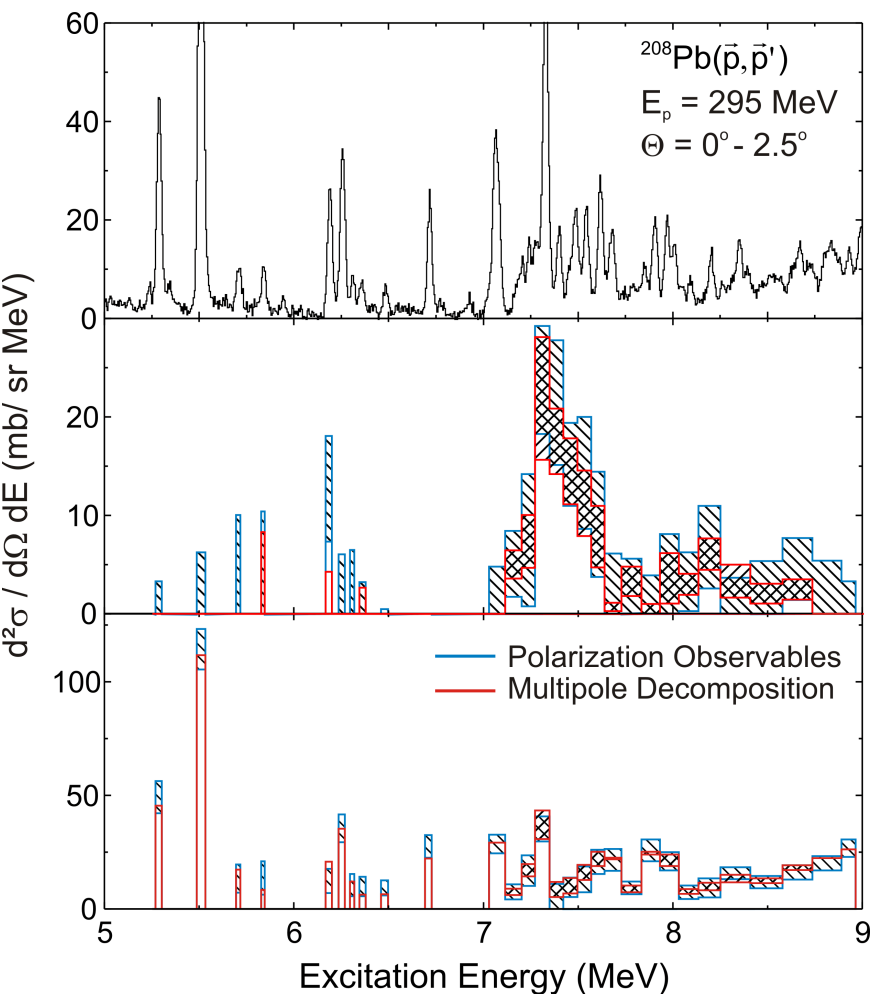 60
40
20
0
²⁰⁸Pb(p⃗,p⃗')
Eₚ = 295 MeV
Θ = 0° - 2.5°
20
10
0
100
50
0
Polarization Observables
Multipole Decomposition
5 6 7 8 9
Excitation Energy (MeV)
d²σ / dΩ dE (mb/ sr MeV)